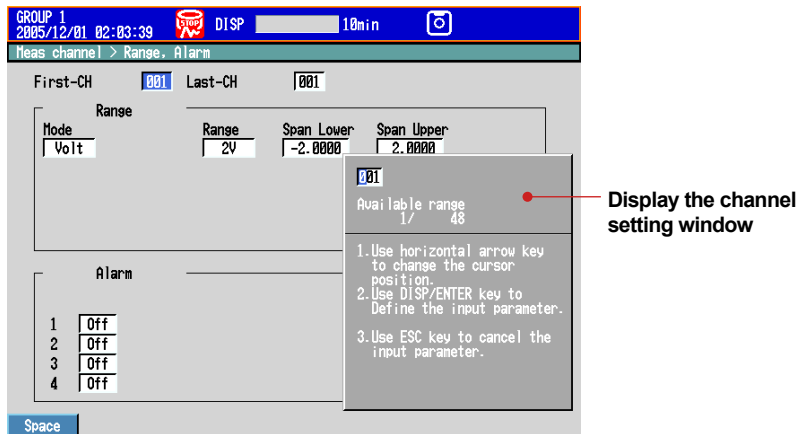 GROUP 1
2005/12/01 02:03:39 STOP DISP 10min
Meas channel > Range, Alarm
First-CH 001 Last-CH 001
Range
Mode Range Span Lower Span Upper
Volt 2V -2.0000 2.0000
001
Available range
1/ 48
Display the channel
setting window
1.Use horizontal arrow key
to change the cursor
position.
2.Use DISP/ENTER key to
Define the input parameter.
3.Use ESC key to cancel the
input parameter.
Alarm
1 Off
2 Off
3 Off
4 Off
Space